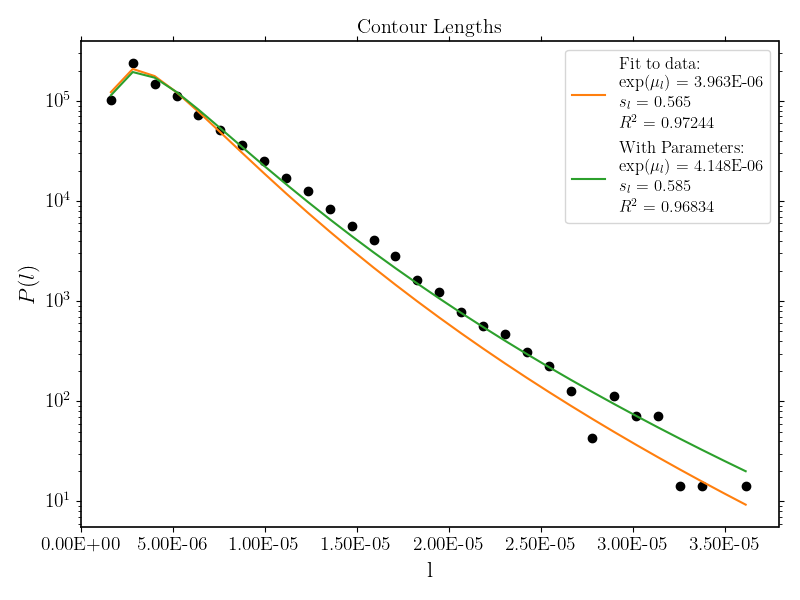 Contour Lengths
Fit to data:
exp(μ_l) = 3.963E-06
s_l = 0.565
R² = 0.97244
With Parameters:
exp(μ_l) = 4.148E-06
s_l = 0.585
R² = 0.96834
P(l)
10⁵
10⁴
10³
10²
10¹
0.00E+00 5.00E-06 1.00E-05 1.50E-05 2.00E-05 2.50E-05 3.00E-05 3.50E-05
l